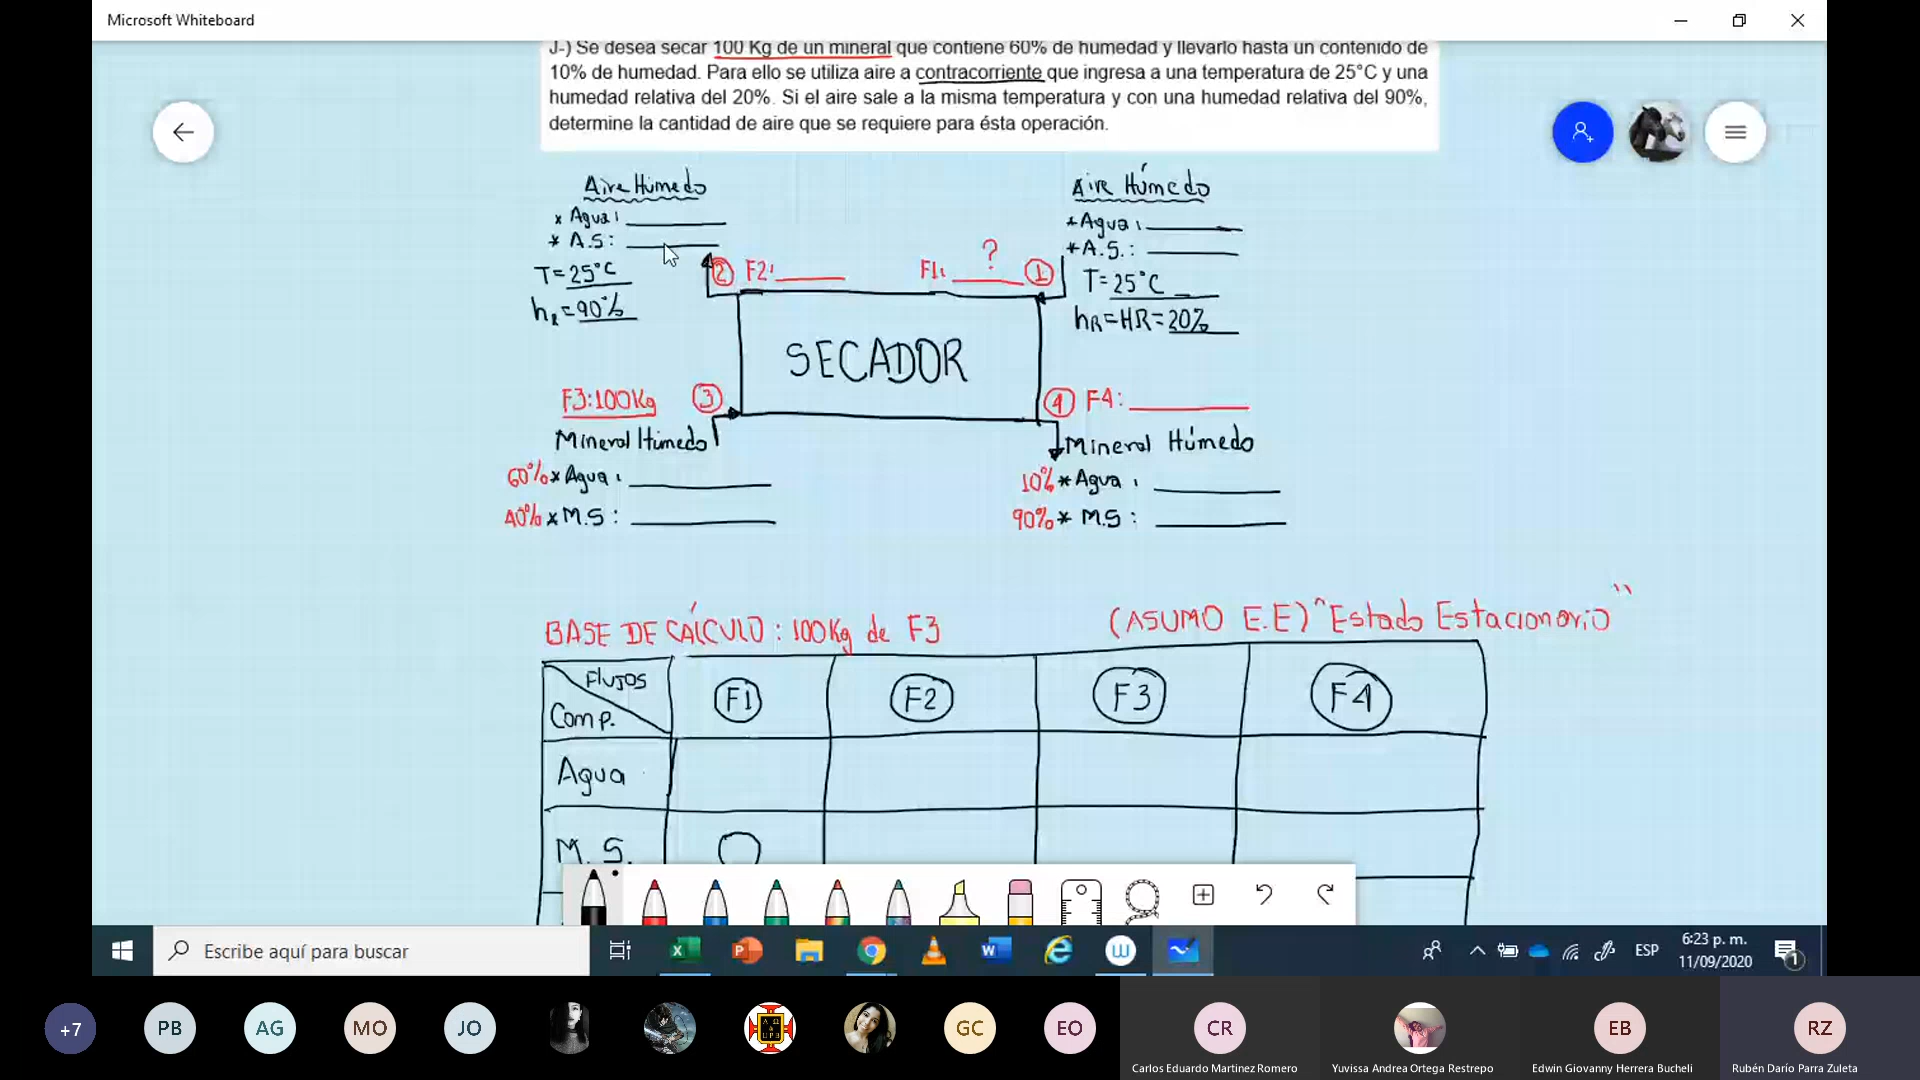 Microsoft Whiteboard
J-) Se desea secar 100 Kg de un mineral que contiene 60% de humedad y llevarlo hasta un contenido de
10% de humedad. Para ello se utiliza aire a contracorriente que ingresa a una temperatura de 25°C y una
humedad relativa del 20%. Si el aire sale a la misma temperatura y con una humedad relativa del 90%,
determine la cantidad de aire que se requiere para ésta operación.
Aire Húmedo
* Agua:
* A.S:
T=25°C
hR=90%
Aire Húmedo
*Agua:
*A.S.:
T=25°C
hR=HR=20%
2 F2:
F1: ? 1
SECADOR
F3:100Kg 3
Mineral Húmedo
60% * Agua:
40% * M.S:
4 F4:
Mineral Húmedo
10% * Agua:
90% * M.S:
BASE DE CÁLCULO: 100Kg de F3
(ASUMO E.E) "Estado Estacionario"
Flujos
Comp.
F1 F2 F3 F4
Agua
M.S.
Escribe aquí para buscar
ESP
6:23 p. m.
11/09/2020
1
+7 PB AG MO JO GC EO CR EB RZ
Carlos Eduardo Martinez Romero
Yuvissa Andrea Ortega Restrepo
Edwin Giovanny Herrera Bucheli
Rubén Darío Parra Zuleta